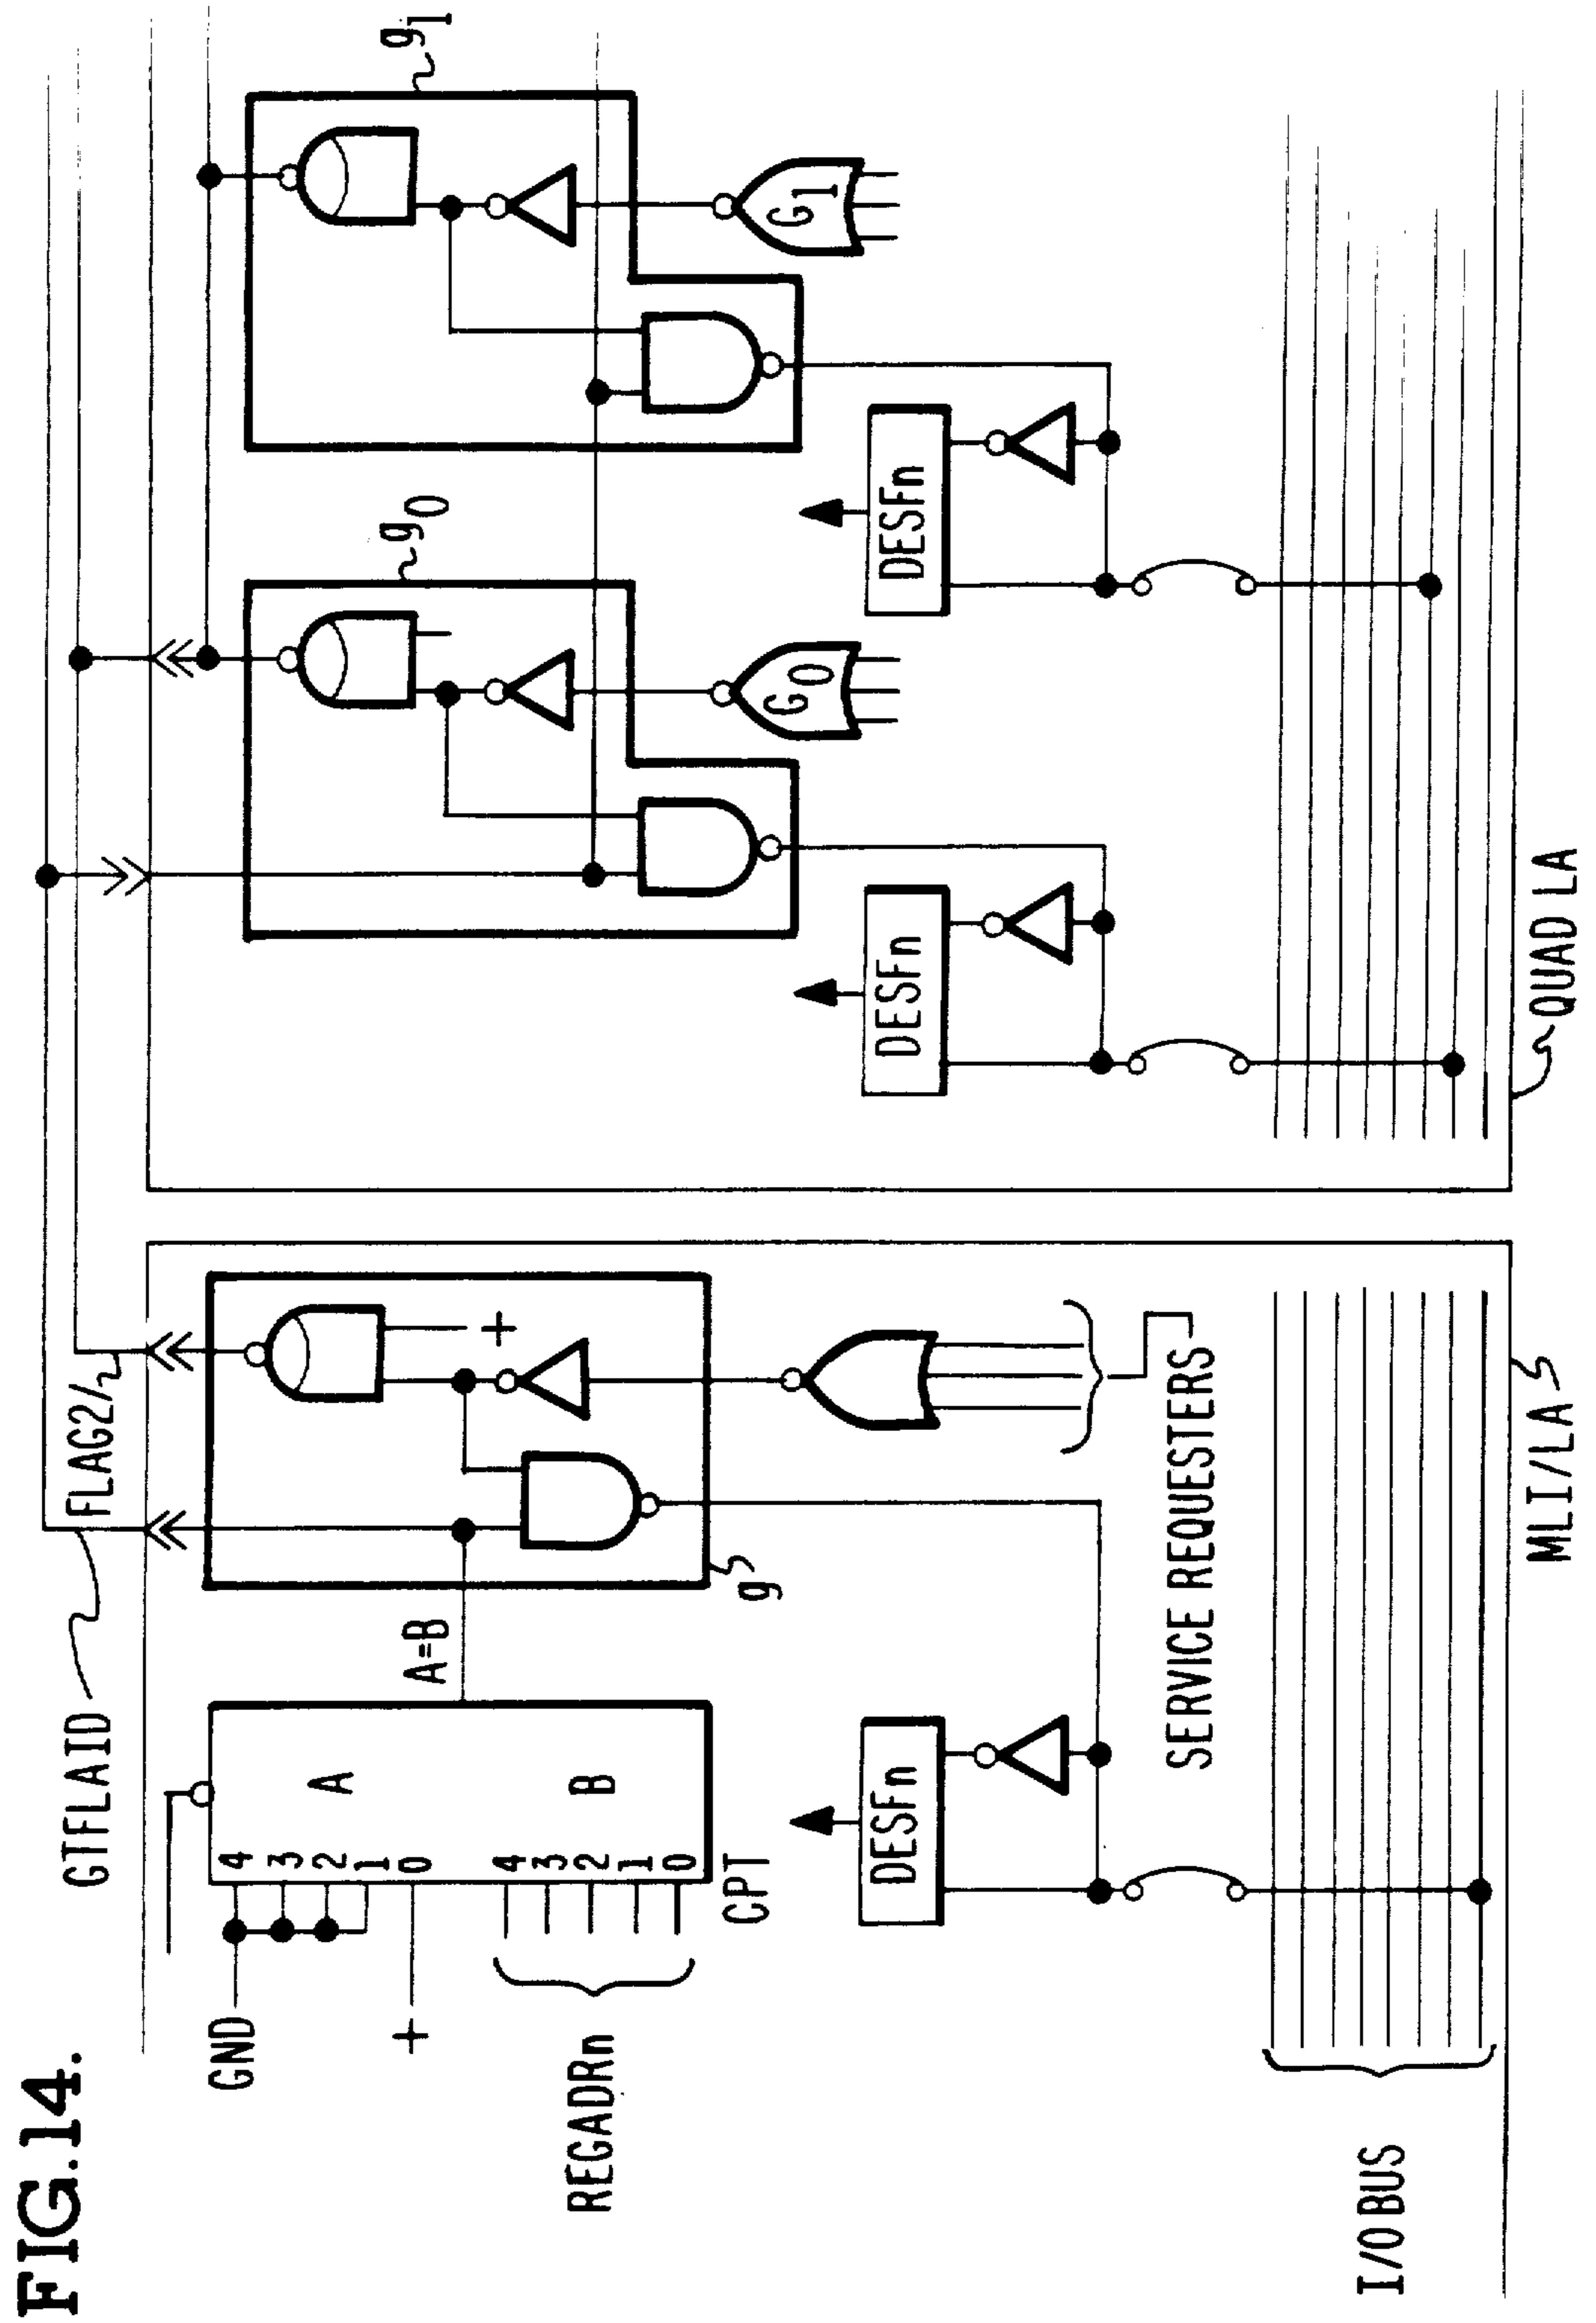 FIG.14.
GTFLAID
FLAG2/
GND
+
4
3
2
1
0
A
4
3
2
1
0
B
CPT
REGADRn
A=B
+
g
DESFn
SERVICE REQUESTERS
I/O BUS
MLI/LA
g0
G0
DESFn
g1
G1
DESFn
QUAD LA